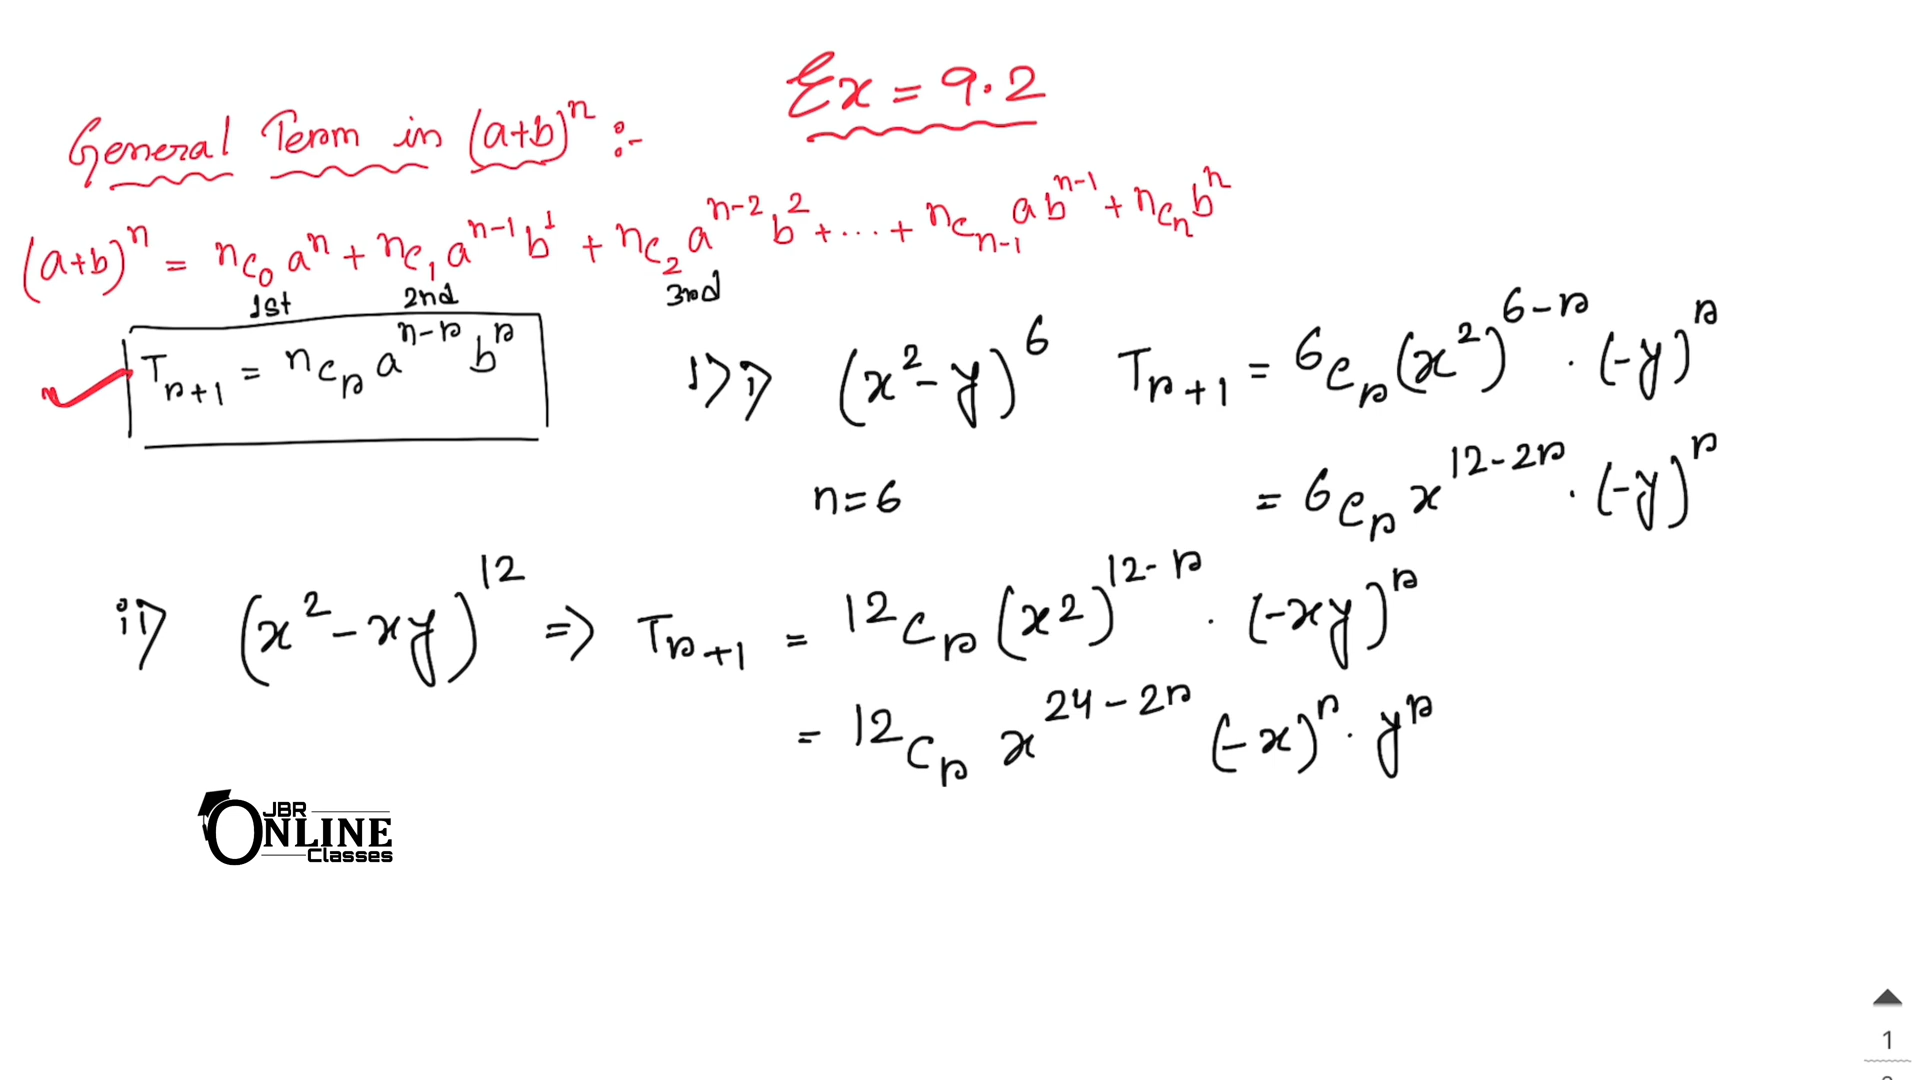 Ex = 9.2
General Term in (a+b)^n :-
(a+b)^n = nC0 a^n + nC1 a^(n-1) b^1 + nC2 a^(n-2) b^2 + ... + nC(n-1) a b^(n-1) + nCn b^n
1st 2nd 3rd
T(r+1) = nCr a^(n-r) b^r
1) i) (x^2 - y)^6 T(r+1) = 6Cr (x^2)^(6-r) . (-y)^r
n=6 = 6Cr x^(12-2r) . (-y)^r
ii) (x^2 - xy)^12 => T(r+1) = 12Cr (x2)^(12-r) . (-xy)^r
= 12Cr x^(24-2r) (-x)^r . y^r
JBR
ONLINE
Classes
1